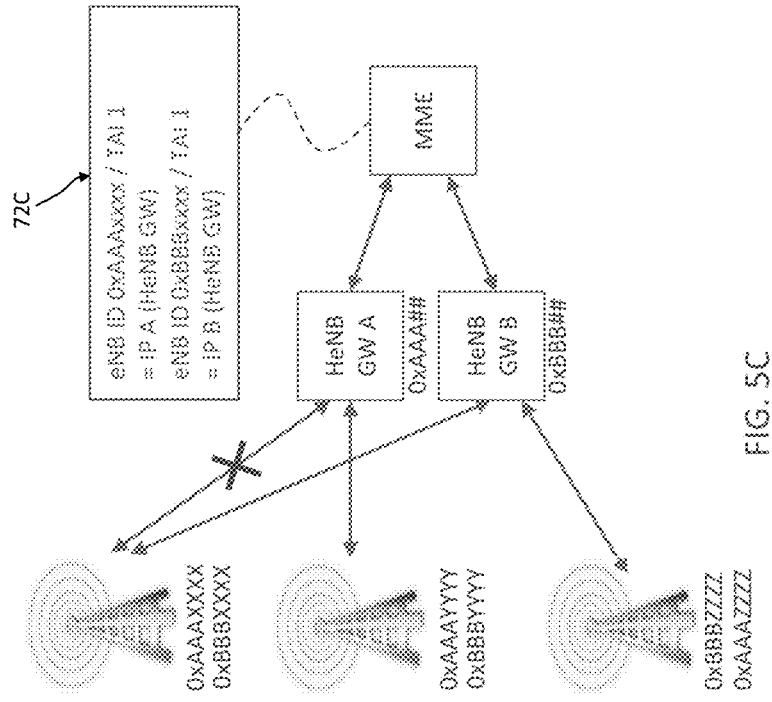 72C
eNB ID 0xAAAxxxx / TAI 1
= IP A (HeNB GW)
eNB ID 0xBBBxxxx / TAI 1
= IP B (HeNB GW)
MME
HeNB
GW A
0xAAA##
HeNB
GW B
0xBBB##
0xAAAXXXX
0xBBBXXXX
0xAAAYYYY
0xBBBYYYY
0xBBBZZZZ
0xAAAZZZZ
FIG. 5C